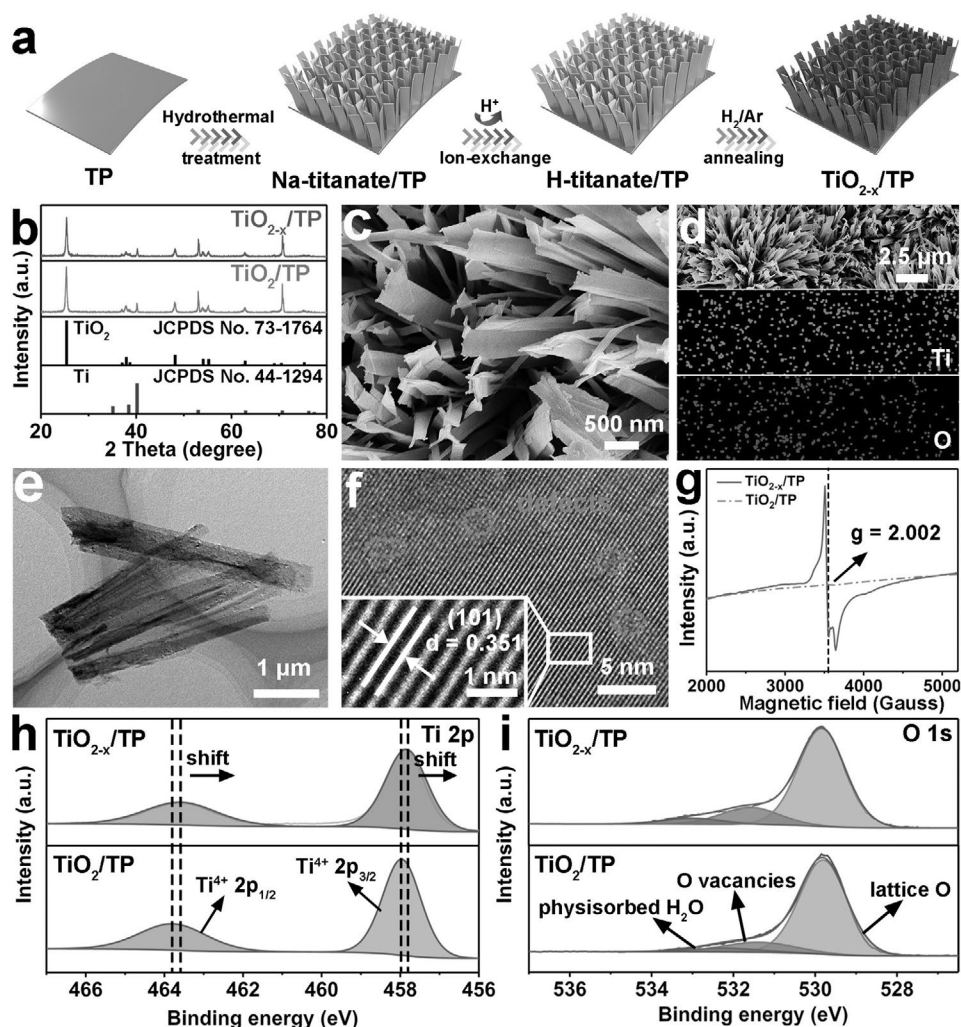 a
Hydrothermal
treatment
H⁺
Ion-exchange
H₂/Ar
annealing
TP
Na-titanate/TP
H-titanate/TP
TiO₂₋ₓ/TP
b
TiO₂₋ₓ/TP
TiO₂/TP
TiO₂ JCPDS No. 73-1764
Ti JCPDS No. 44-1294
Intensity (a.u.)
20 40 60 80
2 Theta (degree)
c
500 nm
d
2.5 μm
Ti
O
e
1 μm
f
defects
(101)
d = 0.351
1 nm
5 nm
g
TiO₂₋ₓ/TP
TiO₂/TP
g = 2.002
Intensity (a.u.)
2000 3000 4000 5000
Magnetic field (Gauss)
h
TiO₂₋ₓ/TP
Ti 2p
shift
shift
TiO₂/TP
Ti⁴⁺ 2p₁/₂
Ti⁴⁺ 2p₃/₂
Intensity (a.u.)
Intensity (a.u.)
466 464 462 460 458 456
Binding energy (eV)
i
TiO₂₋ₓ/TP
O 1s
TiO₂/TP
O vacancies
physisorbed H₂O
lattice O
Intensity (a.u.)
Intensity (a.u.)
536 534 532 530 528
Binding energy (eV)